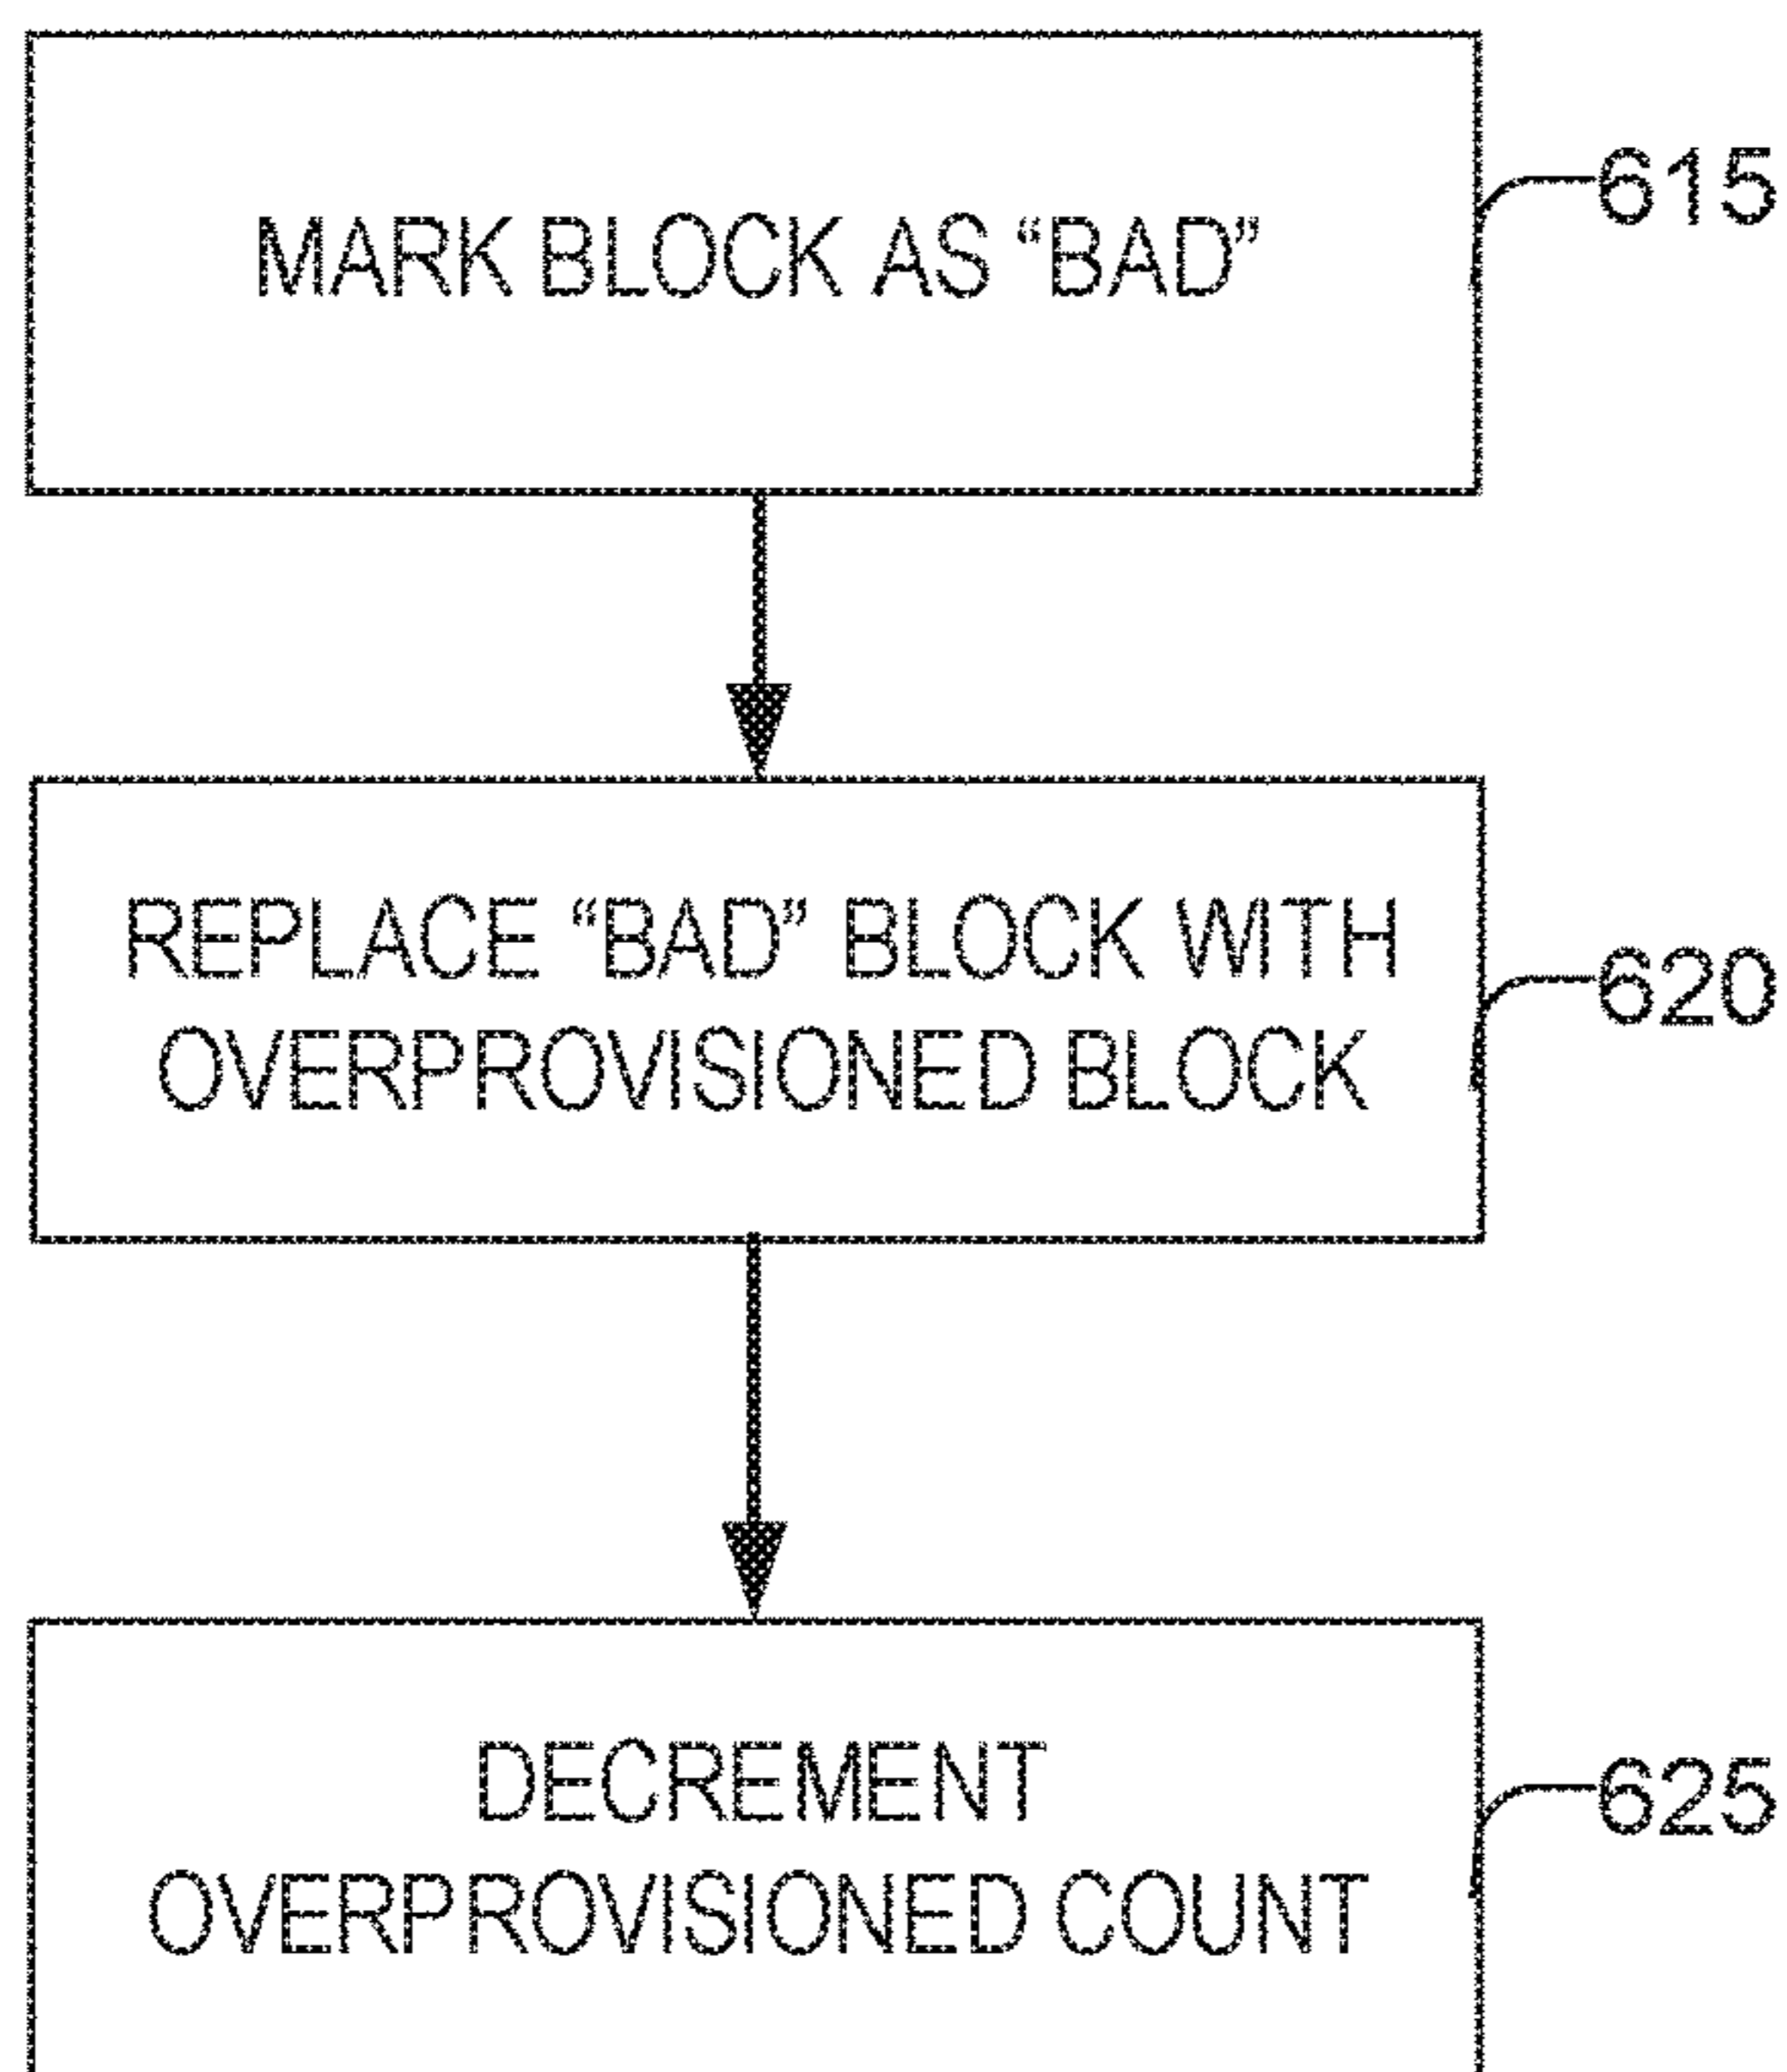 MARK BLOCK AS “BAD”
615
REPLACE “BAD” BLOCK WITH
OVERPROVISIONED BLOCK
620
DECREMENT
OVERPROVISIONED COUNT
625